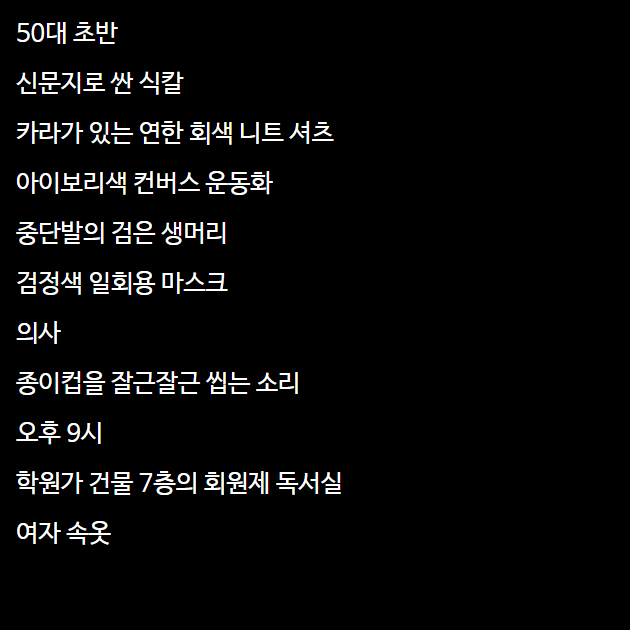 50대 초반
신문지로 싼 식칼
카라가 있는 연한 회색 니트 셔츠
아이보리색 컨버스 운동화
중단발의 검은 생머리
검정색 일회용 마스크
의사
종이컵을 잘근잘근 씹는 소리
오후 9시
학원가 건물 7층의 회원제 독서실
여자 속옷